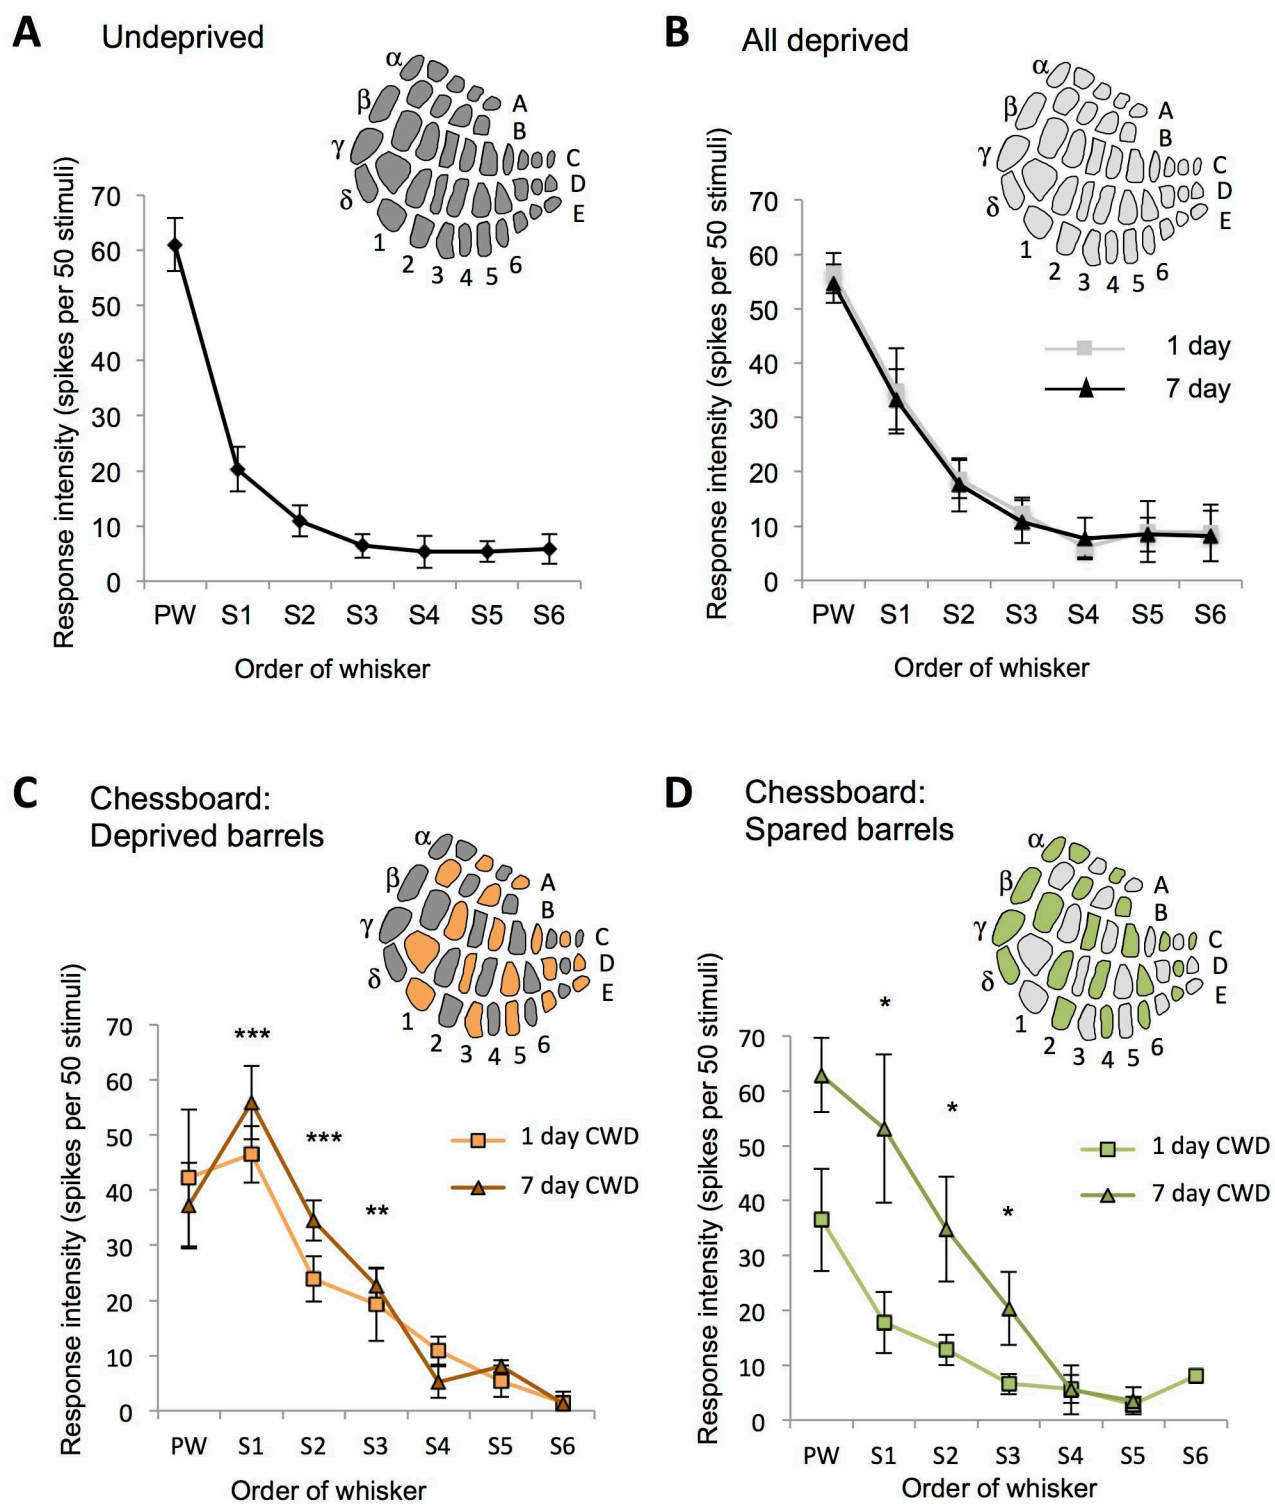 A
Undeprived
α
β
γ
δ
A
B
C
D
E
1
2
3
4
5
6
Response intensity (spikes per 50 stimuli)
70
60
50
40
30
20
10
0
PW S1 S2 S3 S4 S5 S6
Order of whisker
B
All deprived
α
β
γ
δ
A
B
C
D
E
1
2
3
4
5
6
Response intensity (spikes per 50 stimuli)
70
60
50
40
30
20
10
0
1 day
7 day
PW S1 S2 S3 S4 S5 S6
Order of whisker
C
Chessboard:
Deprived barrels
α
β
γ
δ
A
B
C
D
E
1
2
3
4
5
6
Response intensity (spikes per 50 stimuli)
70
60
50
40
30
20
10
0
***
***
**
1 day CWD
7 day CWD
PW S1 S2 S3 S4 S5 S6
Order of whisker
D
Chessboard:
Spared barrels
α
β
γ
δ
A
B
C
D
E
1
2
3
4
5
6
Response intensity (spikes per 50 stimuli)
70
60
50
40
30
20
10
0
*
*
*
1 day CWD
7 day CWD
PW S1 S2 S3 S4 S5 S6
Order of whisker